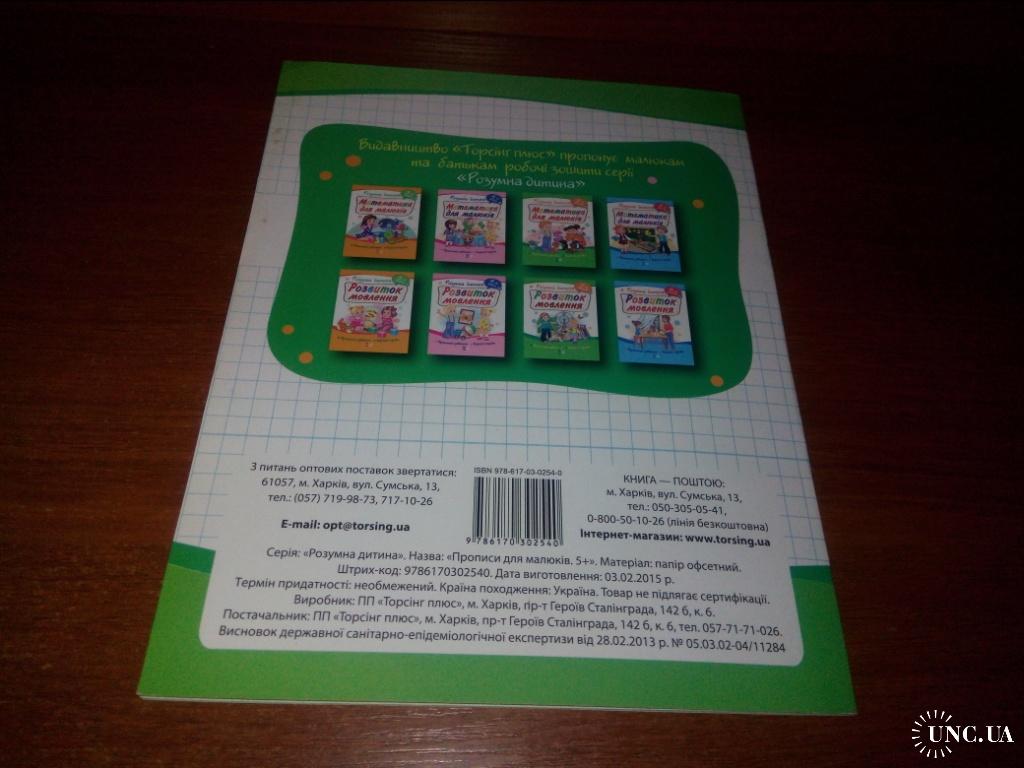 Видавництво «Торсінг плюс» пропонує малюкам
та батькам робочі зошити серії
«Розумна дитина»
Математика для малюків
Математика для малюків
Математика для малюків
Математика для малюків
Розвиток мовлення
Розвиток мовлення
Розвиток мовлення
Розвиток мовлення
З питань оптових поставок звертатися:
61057, м. Харків, вул. Сумська, 13,
тел.: (057) 719-98-73, 717-10-26
E-mail: opt@torsing.ua
ISBN 978-617-03-0254-0
9 786170 302540
КНИГА — ПОШТОЮ:
м. Харків, вул. Сумська, 13,
тел.: 050-305-05-41,
0-800-50-10-26 (лінія безкоштовна)
Інтернет-магазин: www.torsing.ua
Серія: «Розумна дитина». Назва: «Прописи для малюків. 5+». Матеріал: папір офсетний.
Штрих-код: 9786170302540. Дата виготовлення: 03.02.2015 р.
Термін придатності: необмежений. Країна походження: Україна. Товар не підлягає сертифікації.
Виробник: ПП «Торсінг плюс», м. Харків, пр-т Героїв Сталінграда, 142 б, к. 6.
Постачальник: ПП «Торсінг плюс», м. Харків, пр-т Героїв Сталінграда, 142 б, к. 6, тел. 057-71-71-026.
Висновок державної санітарно-епідеміологічної експертизи від 28.02.2013 р. № 05.03.02-04/11284
UNC.UA